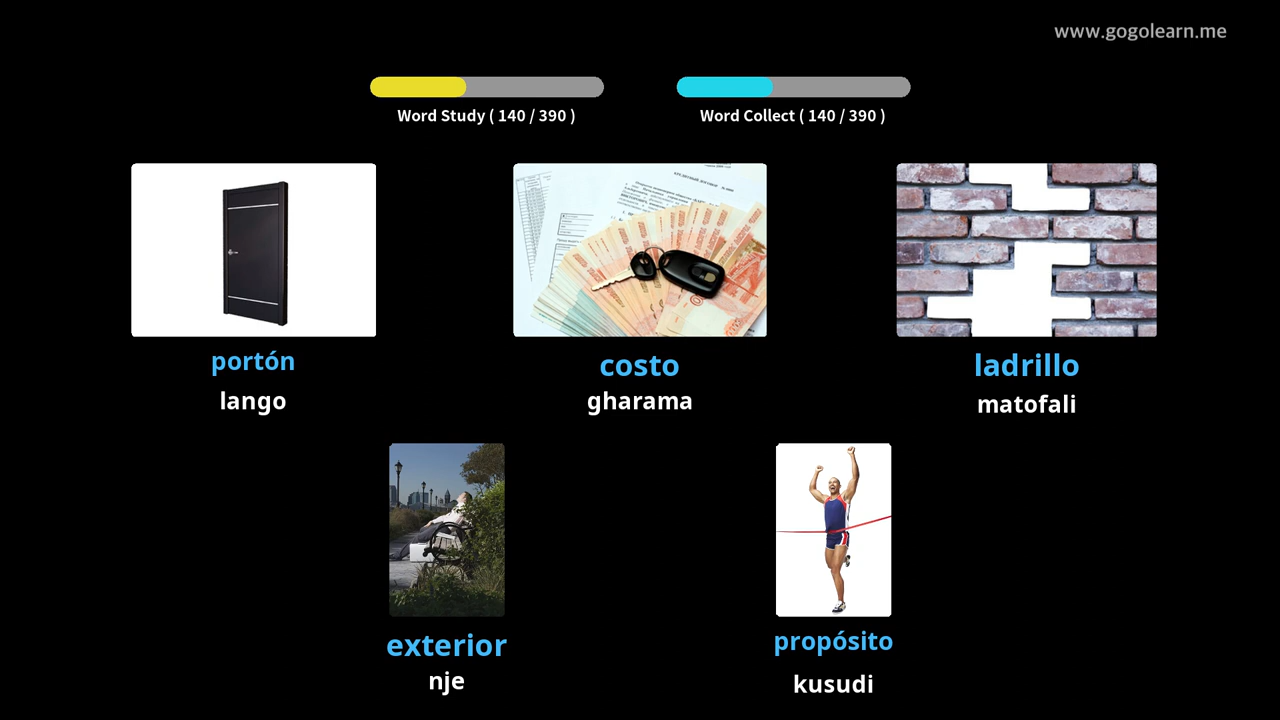 www.gogolearn.me
Word Study ( 140 / 390 )
Word Collect ( 140 / 390 )
portón
lango
costo
gharama
ladrillo
matofali
exterior
nje
propósito
kusudi